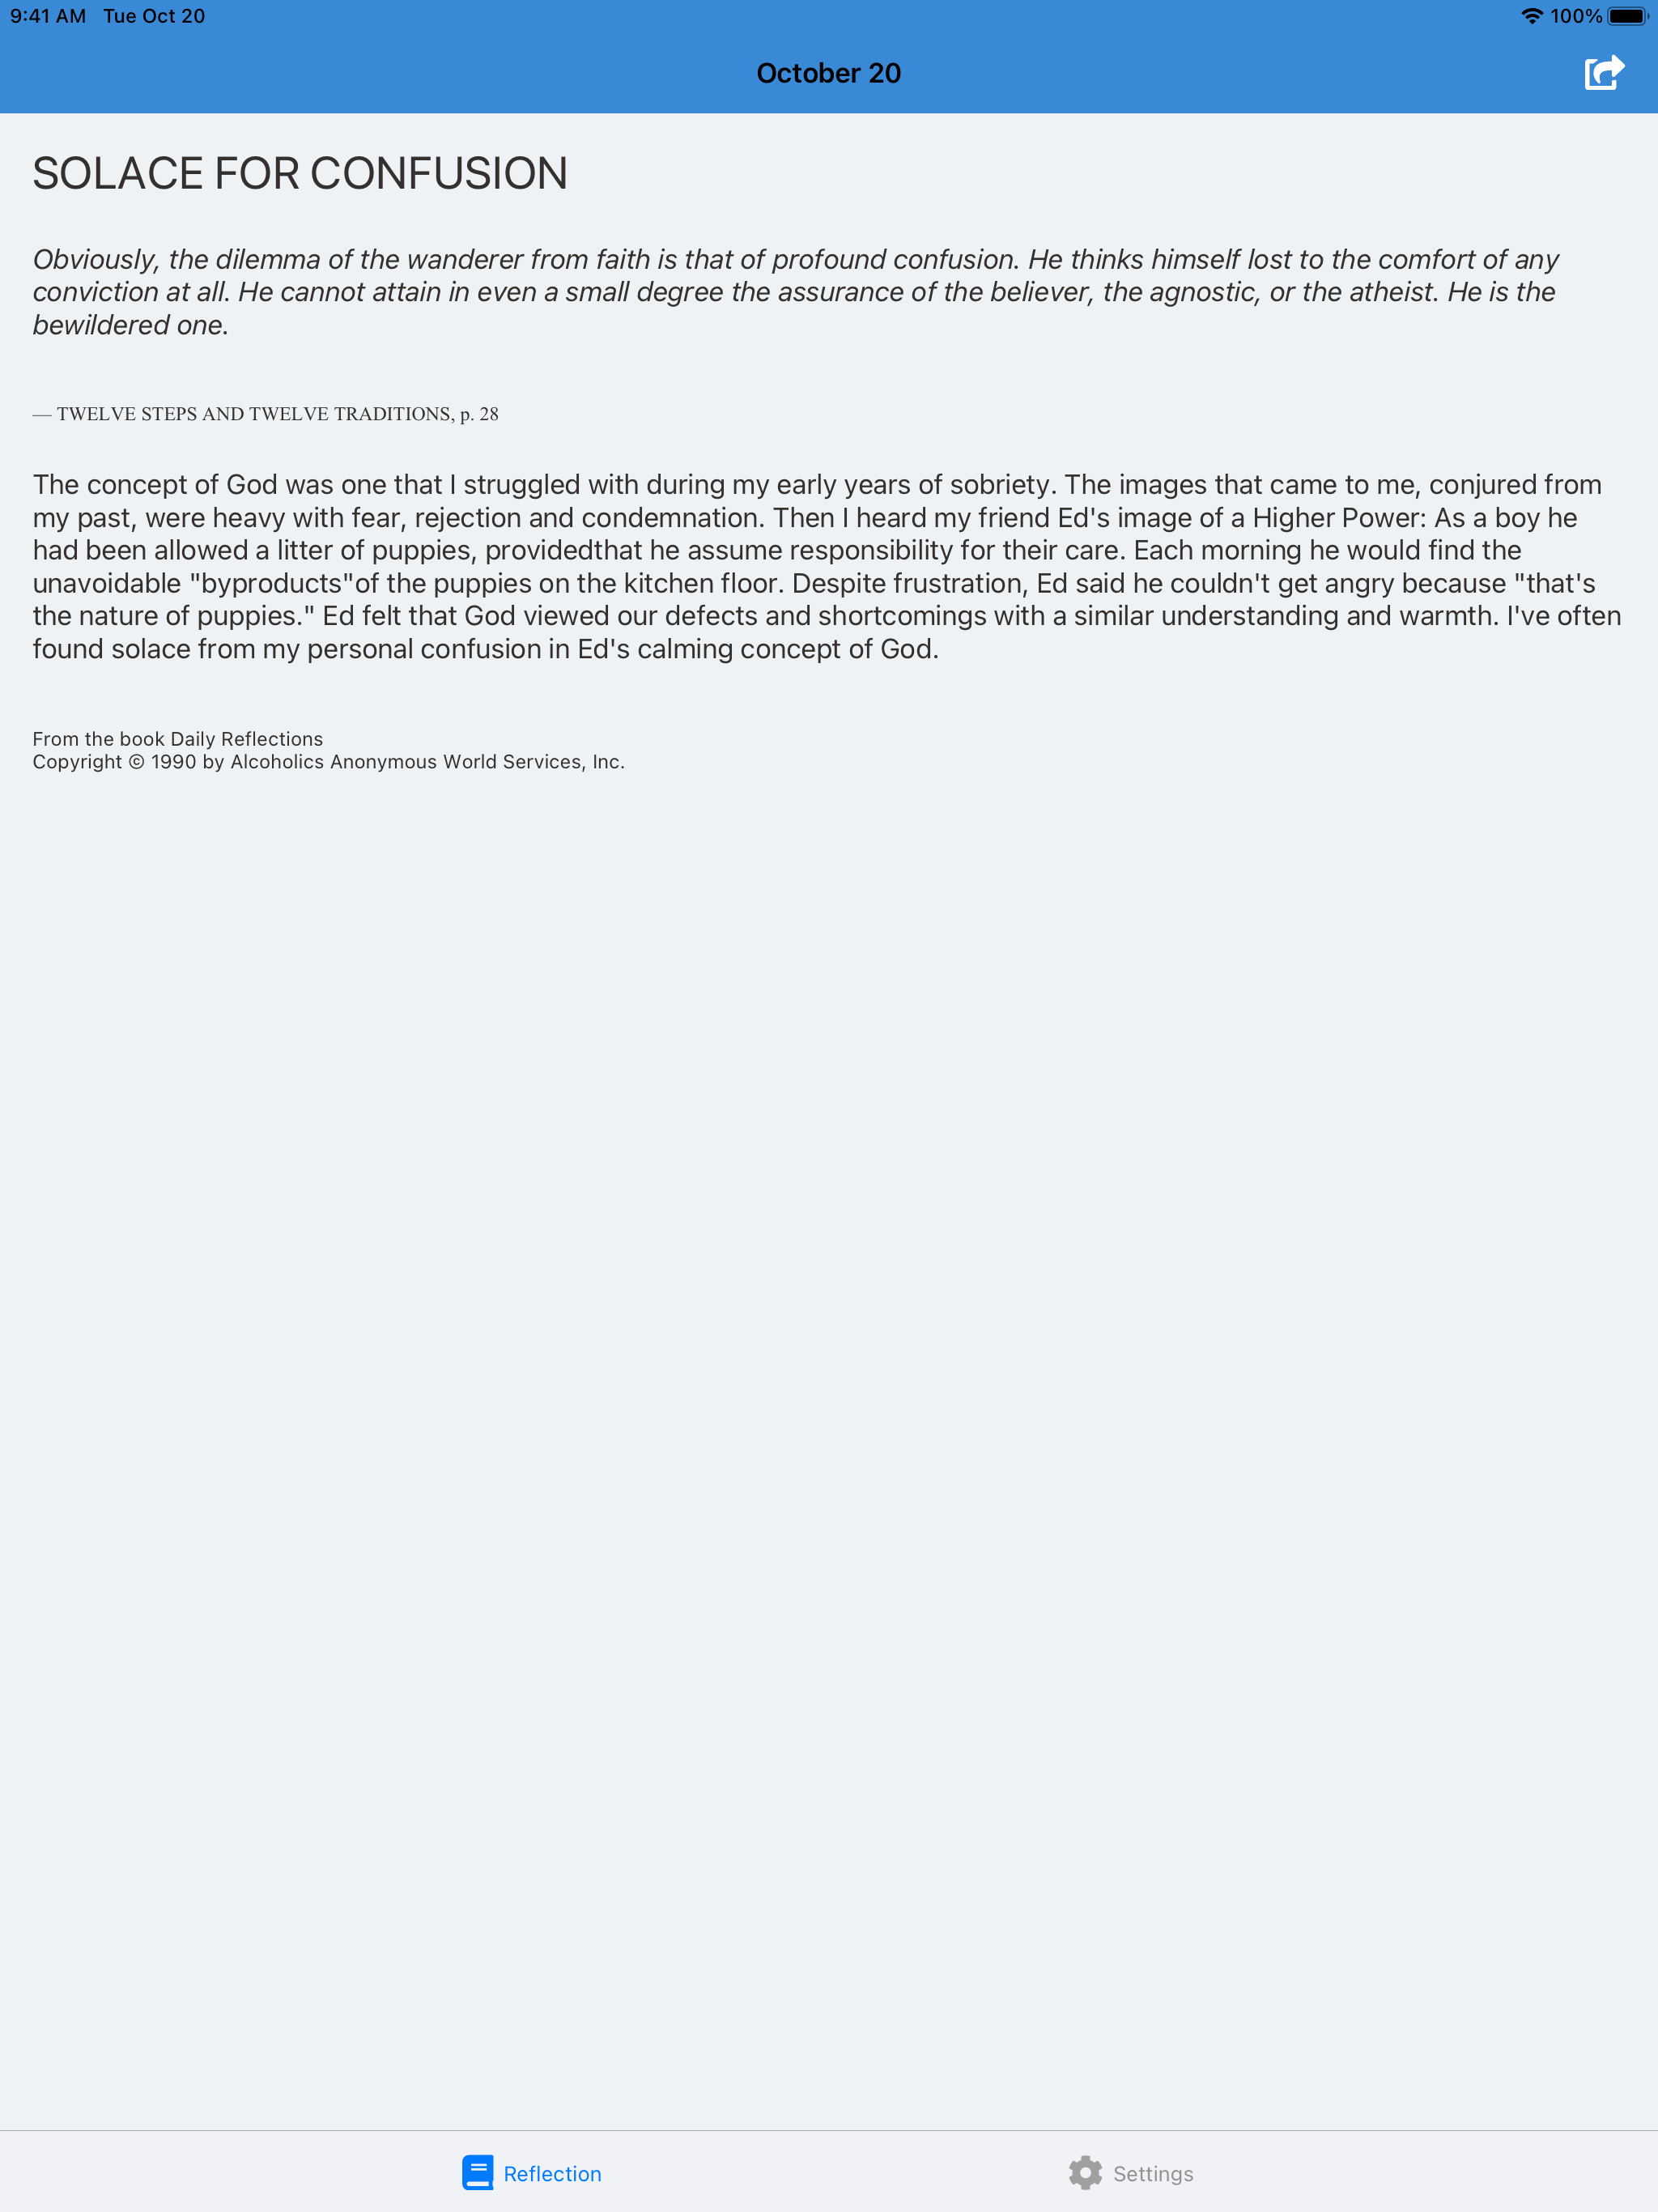 9:41 AM Tue Oct 20 100%
October 20
SOLACE FOR CONFUSION
Obviously, the dilemma of the wanderer from faith is that of profound confusion. He thinks himself lost to the comfort of any
conviction at all. He cannot attain in even a small degree the assurance of the believer, the agnostic, or the atheist. He is the
bewildered one.
— TWELVE STEPS AND TWELVE TRADITIONS, p. 28
The concept of God was one that I struggled with during my early years of sobriety. The images that came to me, conjured from
my past, were heavy with fear, rejection and condemnation. Then I heard my friend Ed's image of a Higher Power: As a boy he
had been allowed a litter of puppies, providedthat he assume responsibility for their care. Each morning he would find the
unavoidable "byproducts"of the puppies on the kitchen floor. Despite frustration, Ed said he couldn't get angry because "that's
the nature of puppies." Ed felt that God viewed our defects and shortcomings with a similar understanding and warmth. I've often
found solace from my personal confusion in Ed's calming concept of God.
From the book Daily Reflections
Copyright © 1990 by Alcoholics Anonymous World Services, Inc.
Reflection Settings